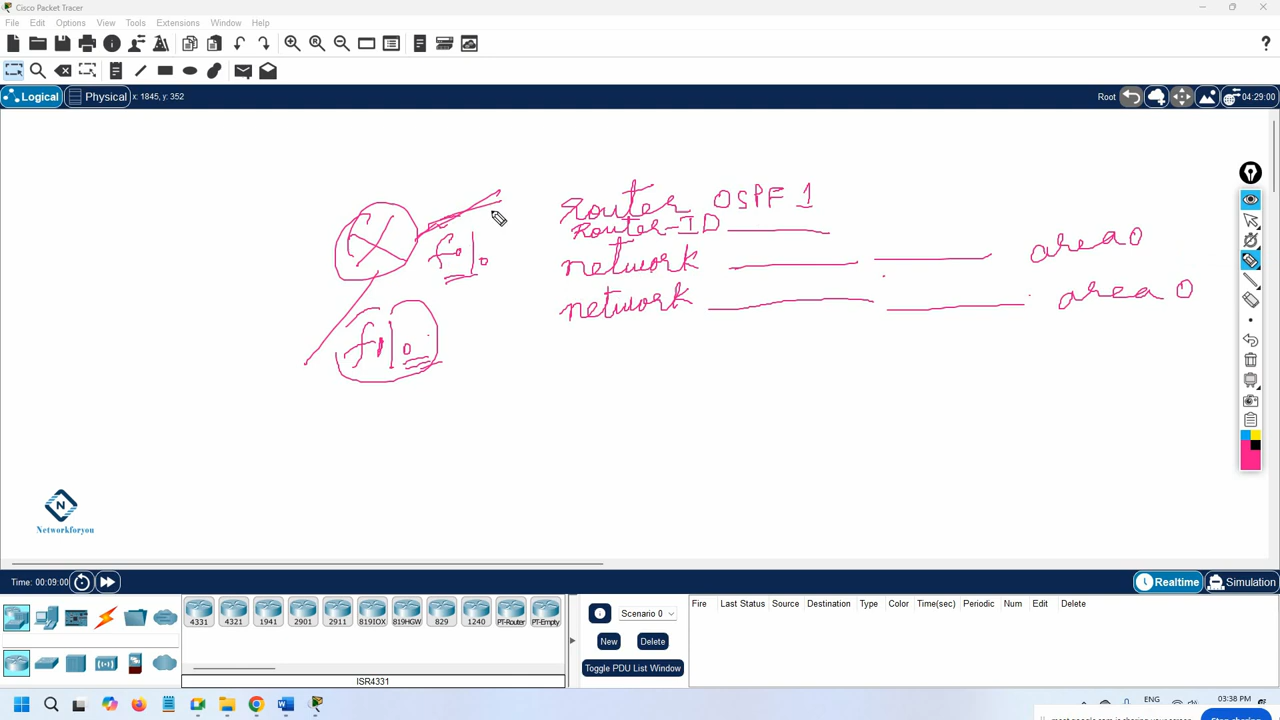 Cisco Packet Tracer
File Edit Options View Tools Extensions Window Help
Logical Physical x: 1845, y: 352 Root 04:29:00
Router OSPF 1
Router-ID
network area 0
network area 0
f0|0
f1|0
N
Networkforyou
Time: 00:09:00 Realtime Simulation
4331 4321 1941 2901 2911 819IOX 819HGW 829 1240 PT-Router PT-Empty
ISR4331
Scenario 0
New Delete
Toggle PDU List Window
Fire Last Status Source Destination Type Color Time(sec) Periodic Num Edit Delete
ENG
03:38 PM